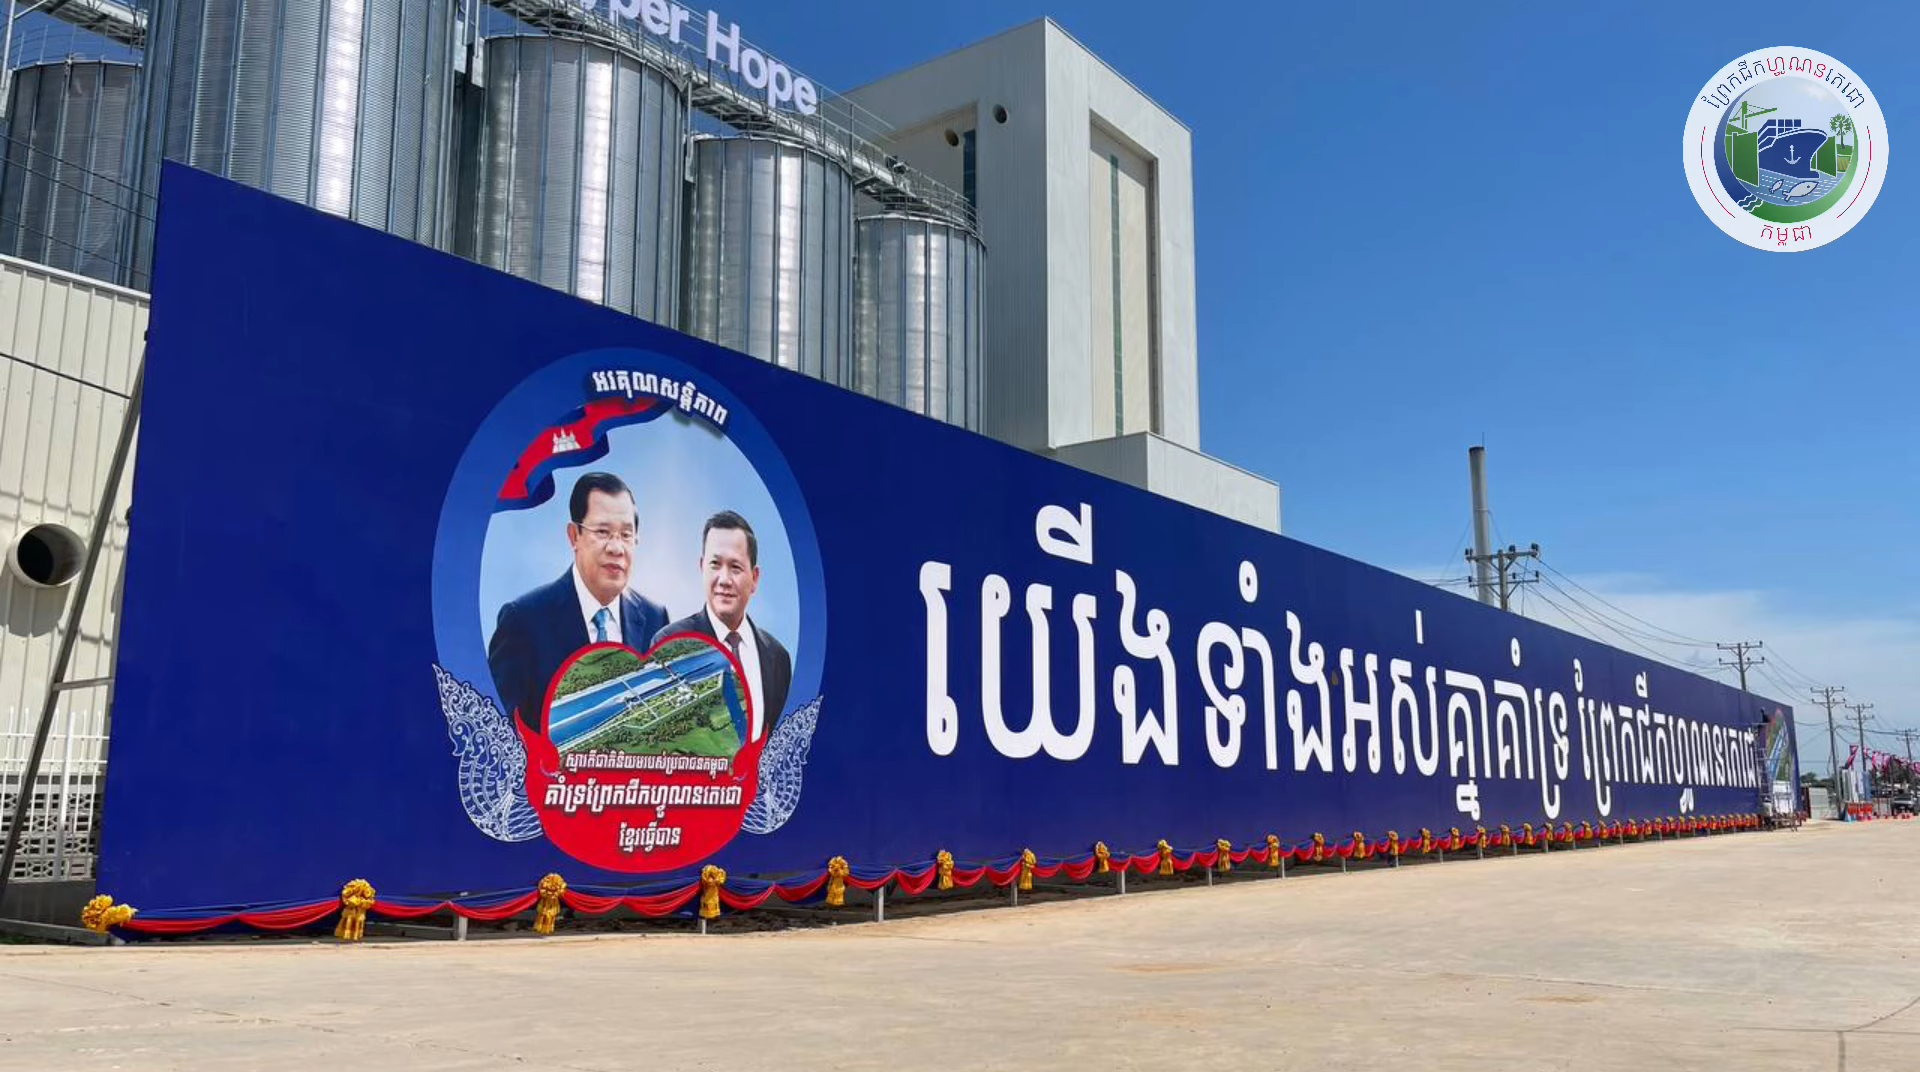 Hope
ព្រែកជីកហ្វូណនតេជោ
កម្ពុជា
អរគុណសន្តិភាព
យើងទាំងអស់គ្នាគាំទ្រ ព្រែកជីកហ្វូណនតេជោ
ស្មារតីជាតិនិយមរបស់ប្រជាជនកម្ពុជា
គាំទ្រព្រែកជីកហ្វូណនតេជោ
ខ្មែរធ្វើបាន